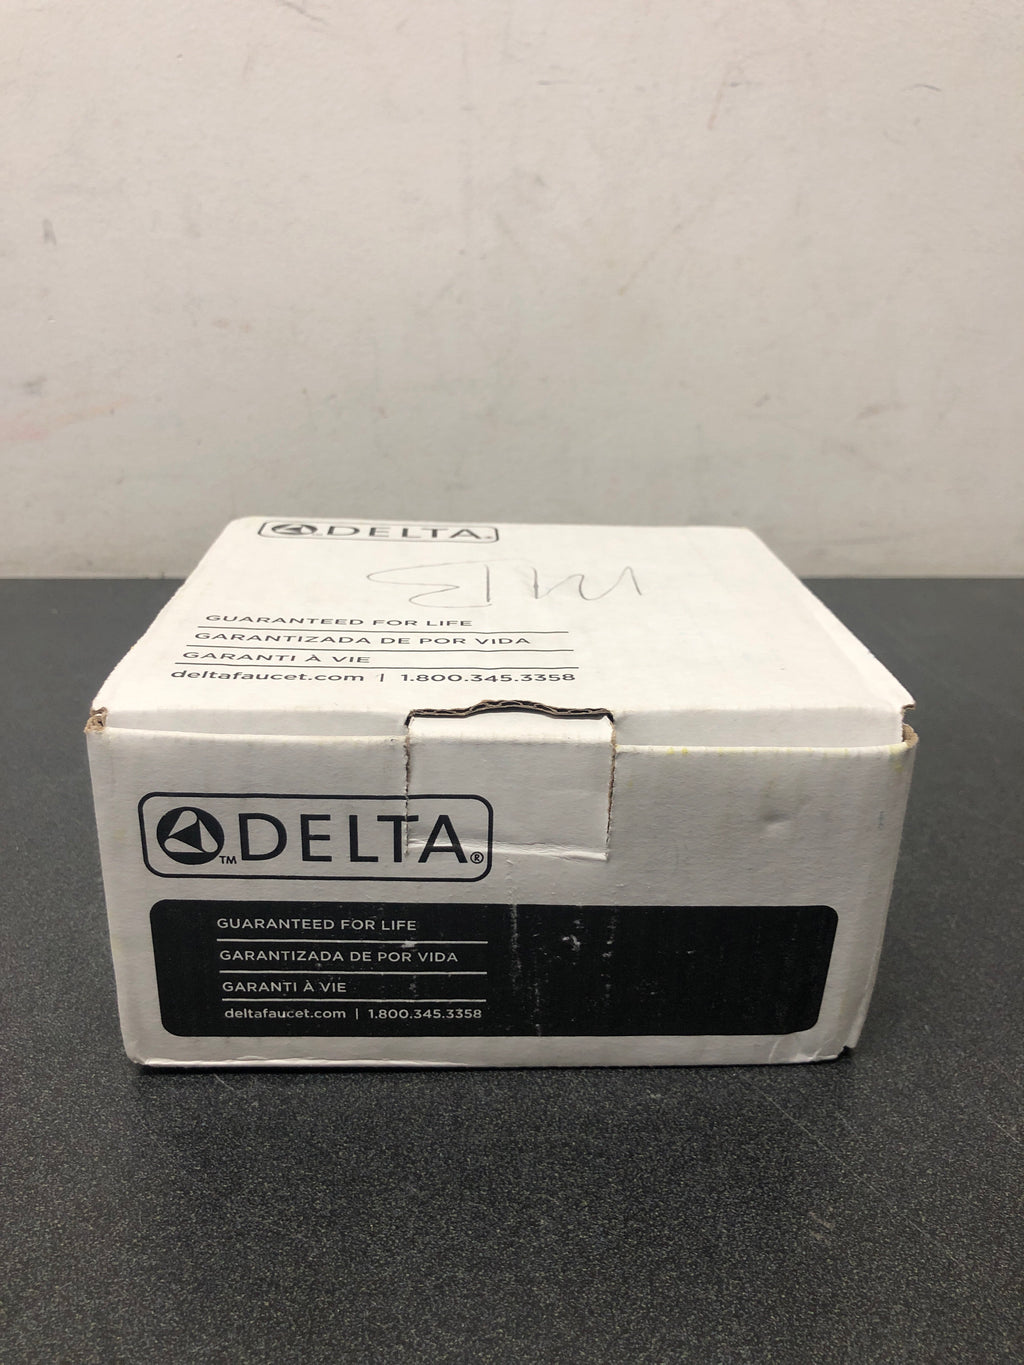 DELTA
GUARANTEED FOR LIFE
GARANTIZADA DE POR VIDA
GARANTI À VIE
deltafaucet.com | 1.800.345.3358
™DELTA®
GUARANTEED FOR LIFE
GARANTIZADA DE POR VIDA
GARANTI À VIE
deltafaucet.com | 1.800.345.3358